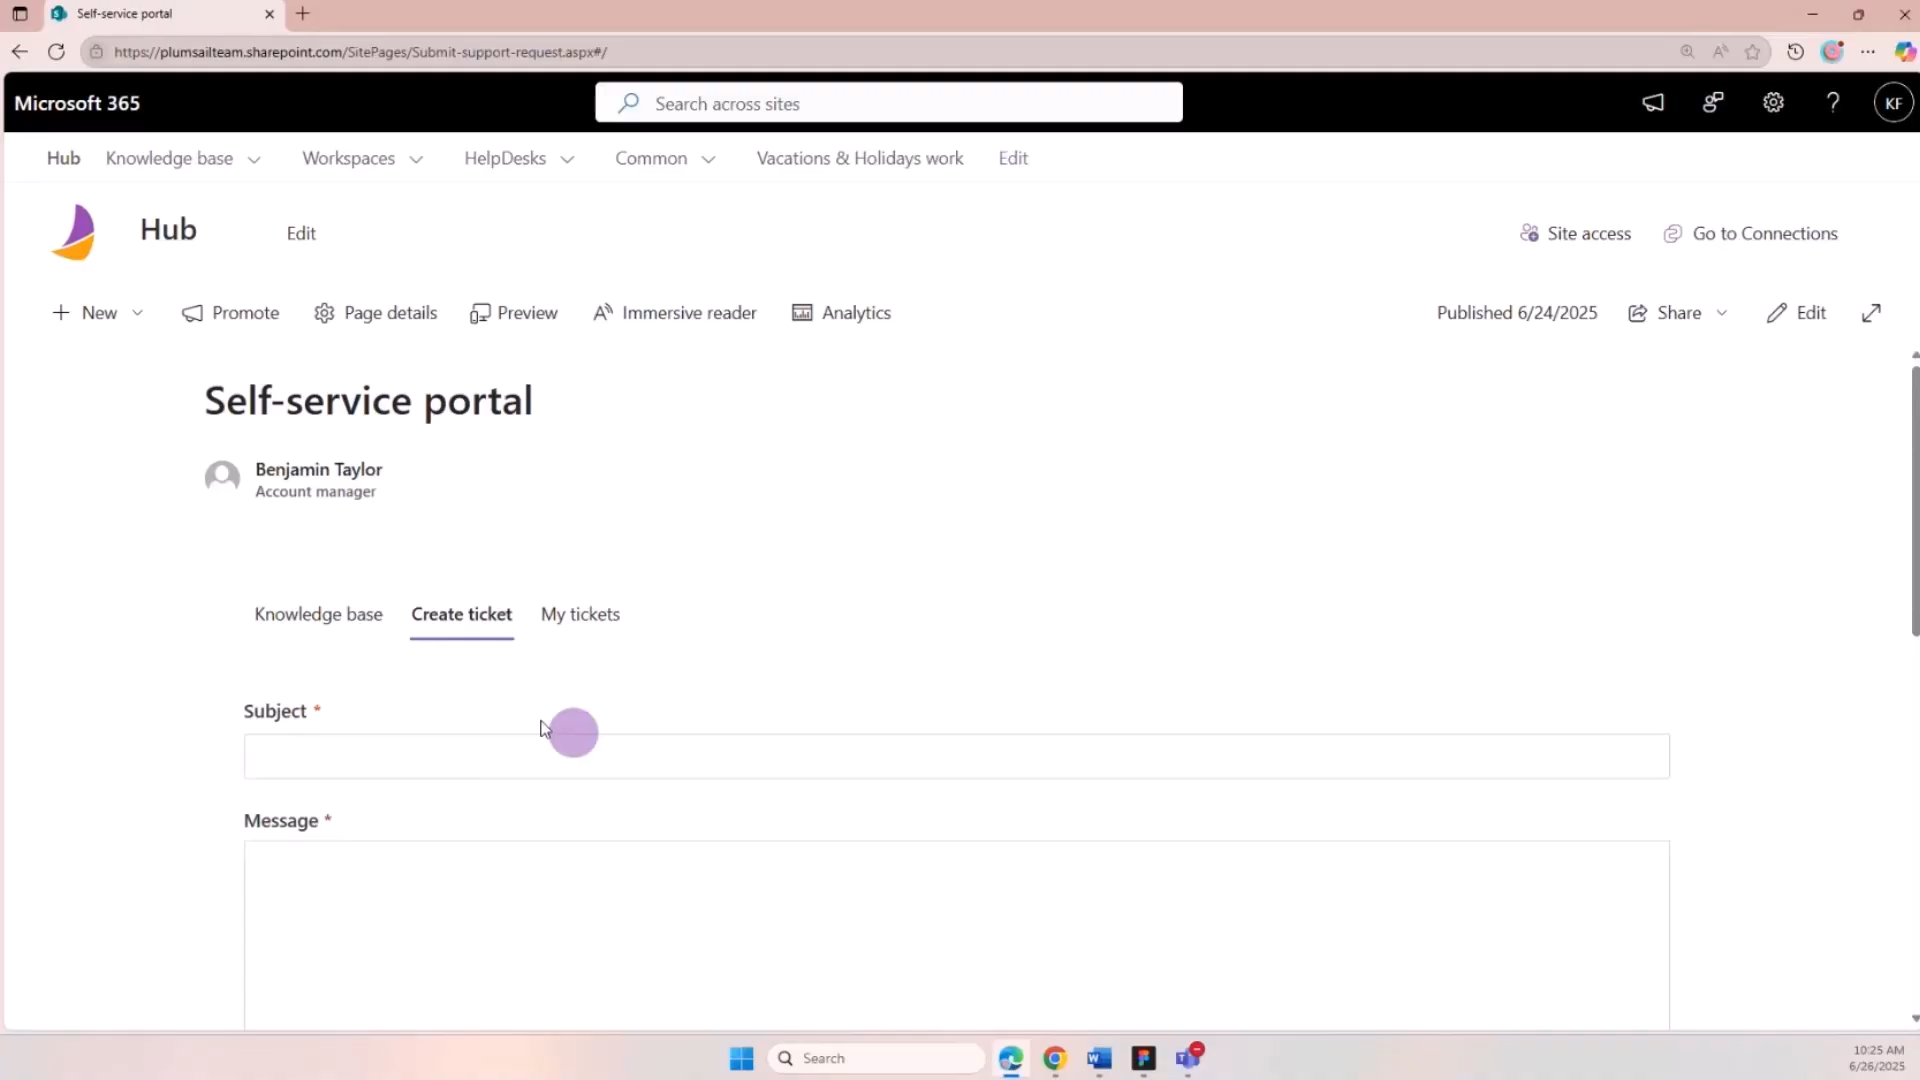 Self-service portal
https://plumsailteam.sharepoint.com/SitePages/Submit-support-request.aspx#/
Microsoft 365
Search across sites
KF
Hub Knowledge base Workspaces HelpDesks Common Vacations & Holidays work Edit
Hub Edit Site access Go to Connections
New Promote Page details Preview Immersive reader Analytics Published 6/24/2025 Share Edit
Self-service portal
Benjamin Taylor
Account manager
Knowledge base Create ticket My tickets
Subject *
Message *
Search
10:25 AM
6/26/2025